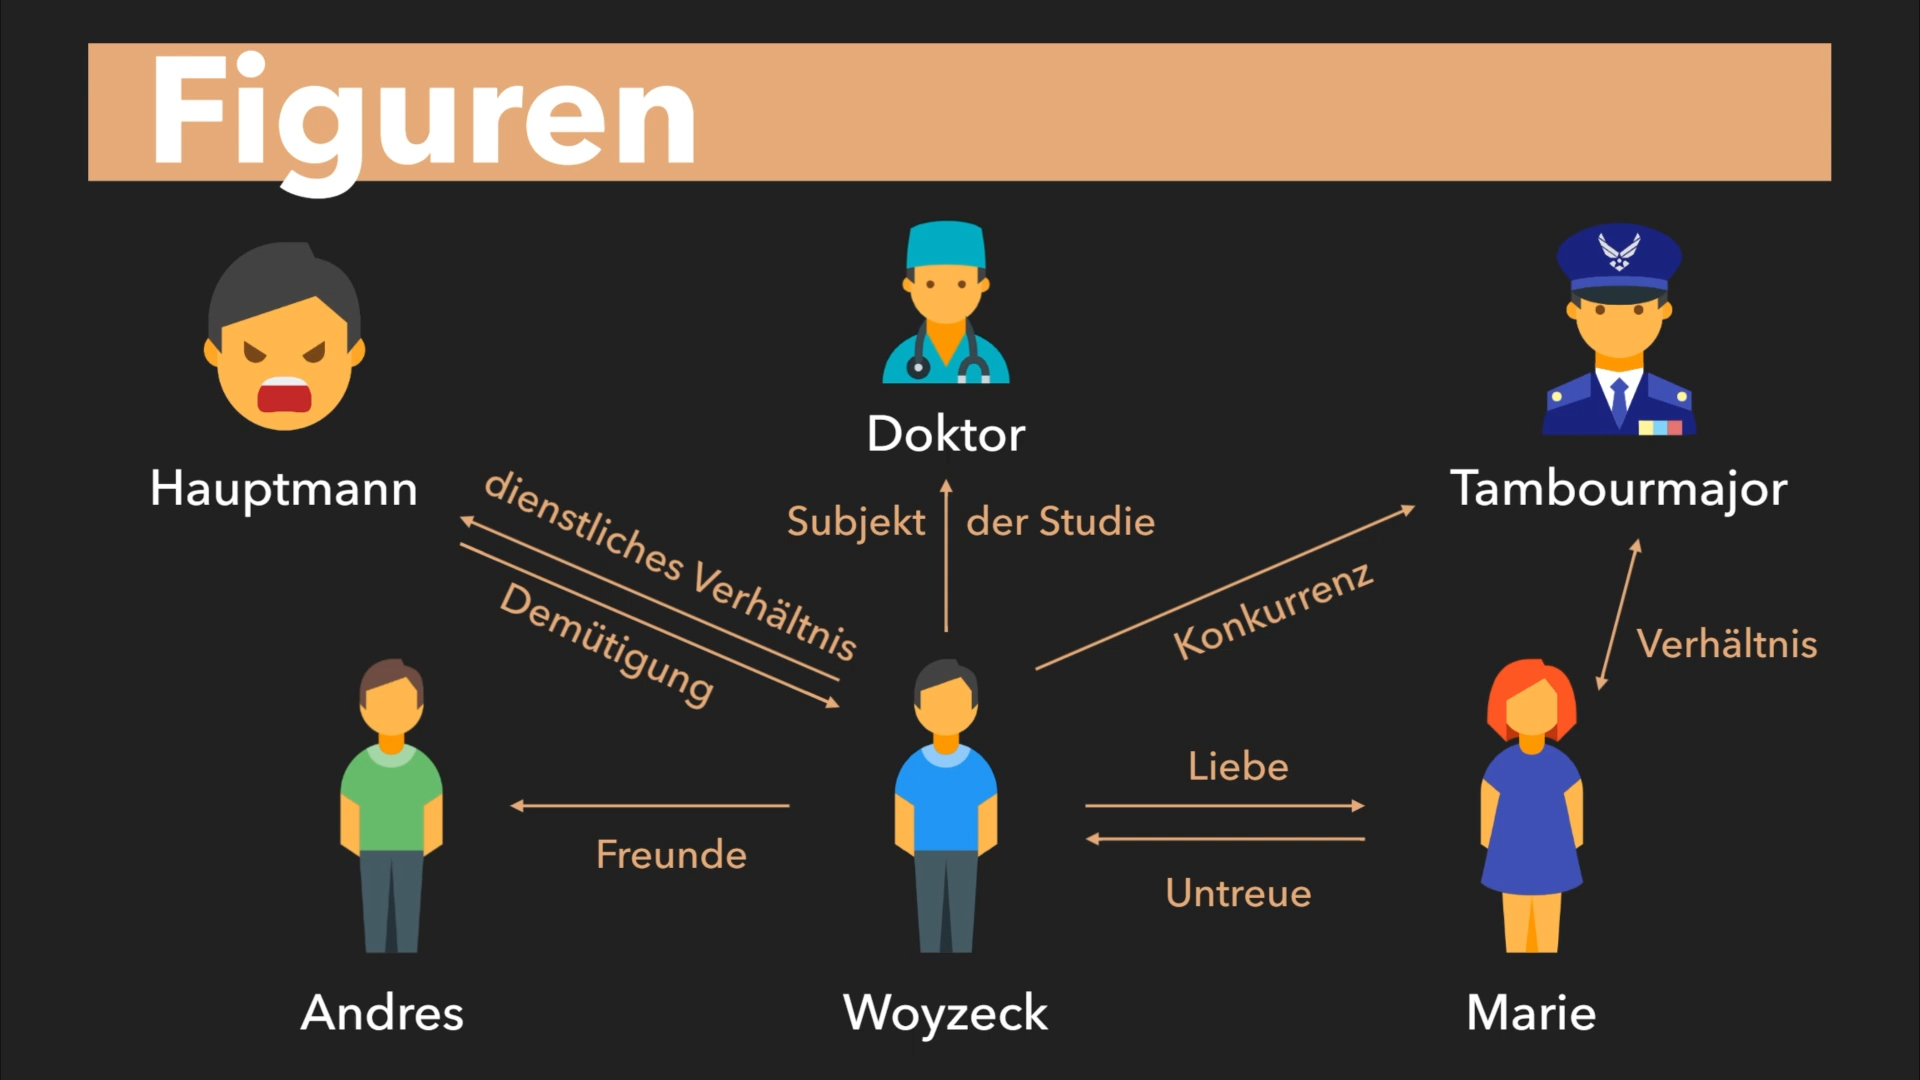 Figuren
Doktor
Hauptmann
Tambourmajor
dienstliches Verhältnis
Demütigung
Subjekt der Studie
Konkurrenz
Verhältnis
Liebe
Freunde
Untreue
Andres
Woyzeck
Marie